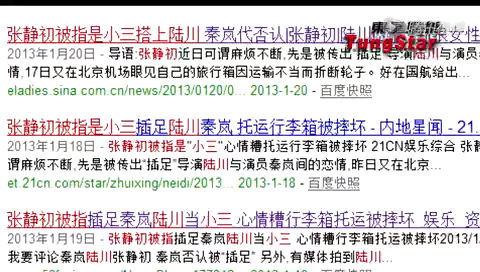 张静初被指是小三搭上陆川 秦岚代否认|张静初|陆
TungStar
2013年1月20日 - 导语:张静初近日可谓麻烦不断,先是被传出“插足”导演陆川与演员
情,17日又在北京机场眼见自己的旅行箱因运输不当而折断轮子。好在国航给出...
eladies.sina.com.cn/news/2013/0120/0... 2013-1-20 - 百度快照
张静初被指是小三插足陆川秦岚 托运行李箱被摔坏 - 内地星闻 - 21.
2013年1月18日 - 张静初被指是"小三"心情糟托运行李箱被摔坏 21CN娱乐综合 张静
谓麻烦不断,先是被传出“插足”陆川与演员秦岚间的恋情,昨日又在北京...
et.21cn.com/star/zhuixing/neidi/2013... 2013-1-18 - 百度快照
张静初被指插足秦岚陆川当小三 心情糟行李箱托运被摔坏_娱乐_资
2013年1月19日 - 张静初被指插足秦岚陆川当小三 心情糟行李箱托运被摔坏2013/1
我要评论秦岚陆川张静初 秦岚否认被“插足” 另外,有媒体拍到陆川...
百度快照